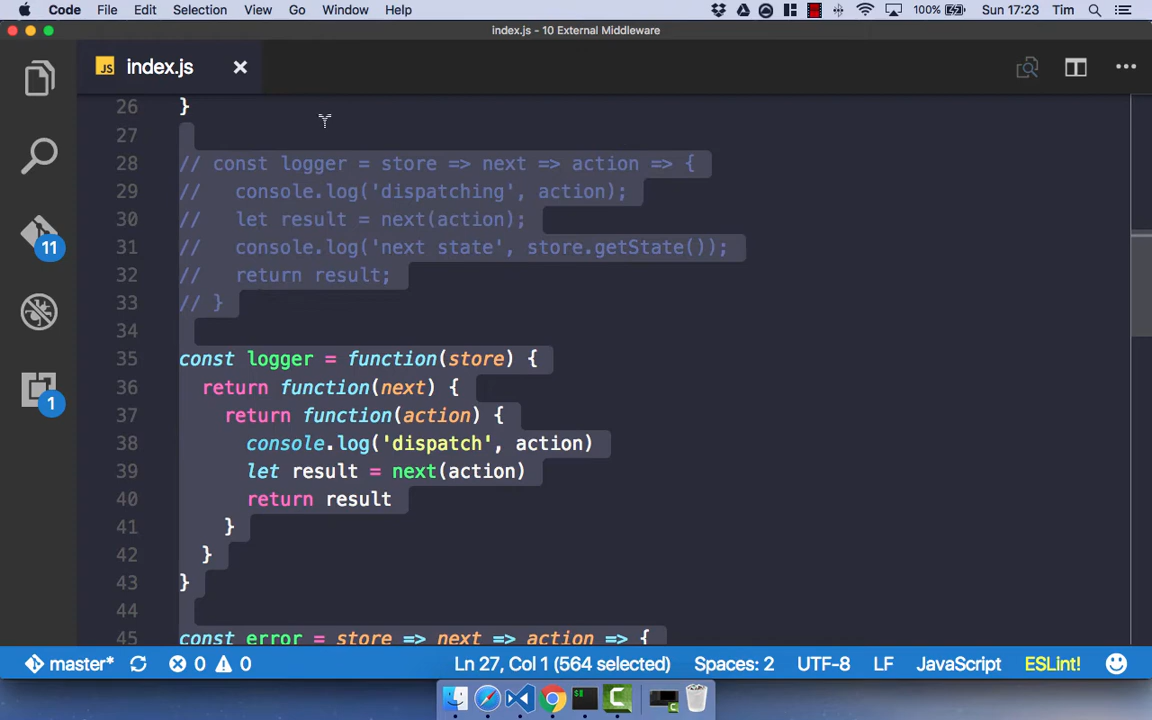 Code File Edit Selection View Go Window Help 100% Sun 17:23 Tim
index.js - 10 External Middleware
JS index.js
26 }
27
28 // const logger = store => next => action => {
29 //   console.log('dispatching', action);
30 //   let result = next(action);
31 //   console.log('next state', store.getState());
32 //   return result;
33 // }
34
35 const logger = function(store) {
36   return function(next) {
37     return function(action) {
38       console.log('dispatch', action)
39       let result = next(action)
40       return result
41     }
42   }
43 }
44
45 const error = store => next => action => {
11
1
master* 0 0 Ln 27, Col 1 (564 selected) Spaces: 2 UTF-8 LF JavaScript ESLint!
$
C